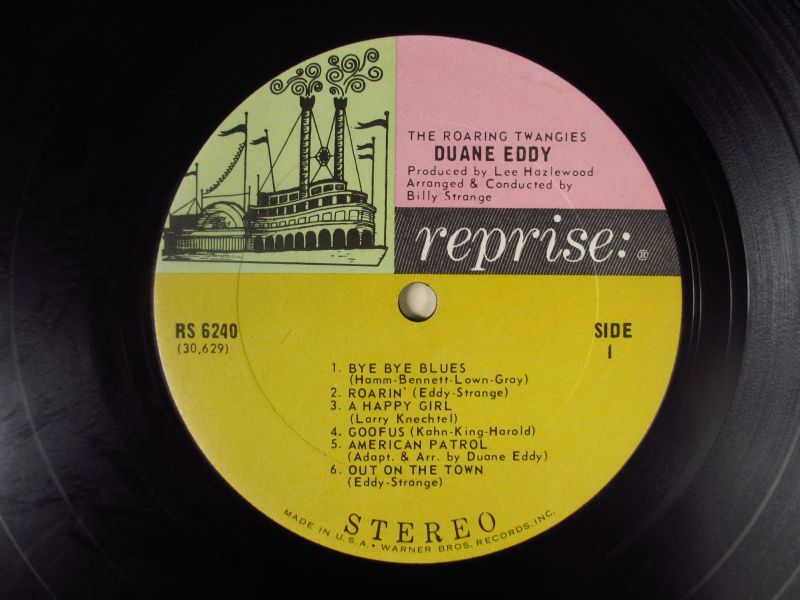 THE ROARING TWANGIES
DUANE EDDY
Produced by Lee Hazlewood
Arranged & Conducted by
Billy Strange
reprise:®
RS 6240
(30,629)
SIDE
1
1. BYE BYE BLUES
(Hamm-Bennett-Lown-Gray)
2. ROARIN' (Eddy-Strange)
3. A HAPPY GIRL
(Larry Knechtel)
4. GOOFUS (Kahn-King-Harold)
5. AMERICAN PATROL
(Adapt. & Arr. by Duane Eddy)
6. OUT ON THE TOWN
(Eddy-Strange)
STEREO
MADE IN U.S.A. • WARNER BROS. RECORDS, INC.